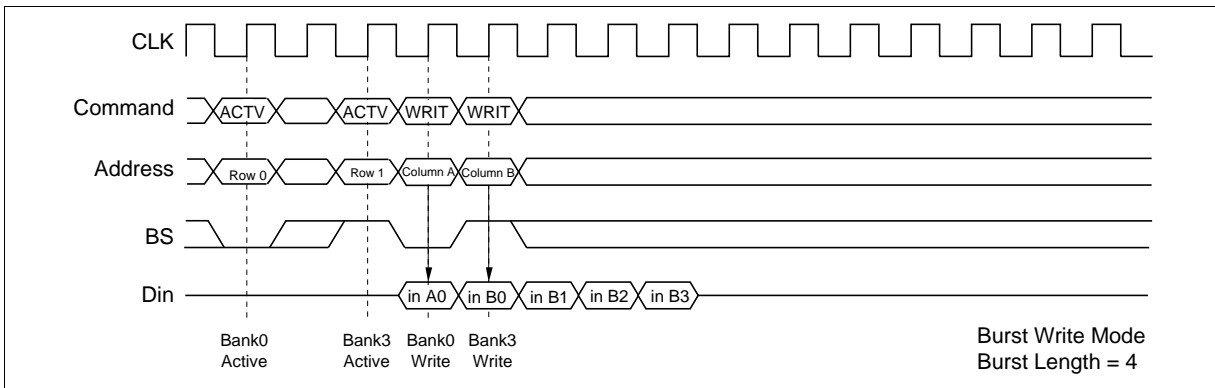 CLK
Command ACTV ACTV WRIT WRIT
Address Row 0 Row 1 Column A Column B
BS
Din in A0 in B0 in B1 in B2 in B3
Bank0 Bank3 Bank0 Bank3
Active Active Write Write
Burst Write Mode
Burst Length = 4